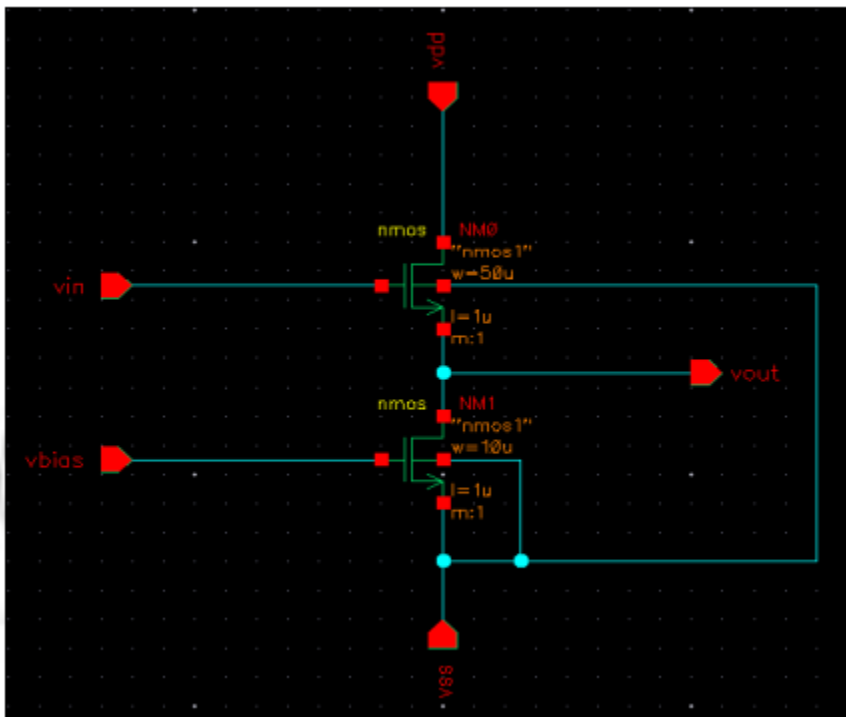 vdd
nmos NM0
"nmos1"
w=50u
vin
l=1u
m:1
vout
nmos NM1
"nmos1"
w=10u
vbias
l=1u
m:1
vss